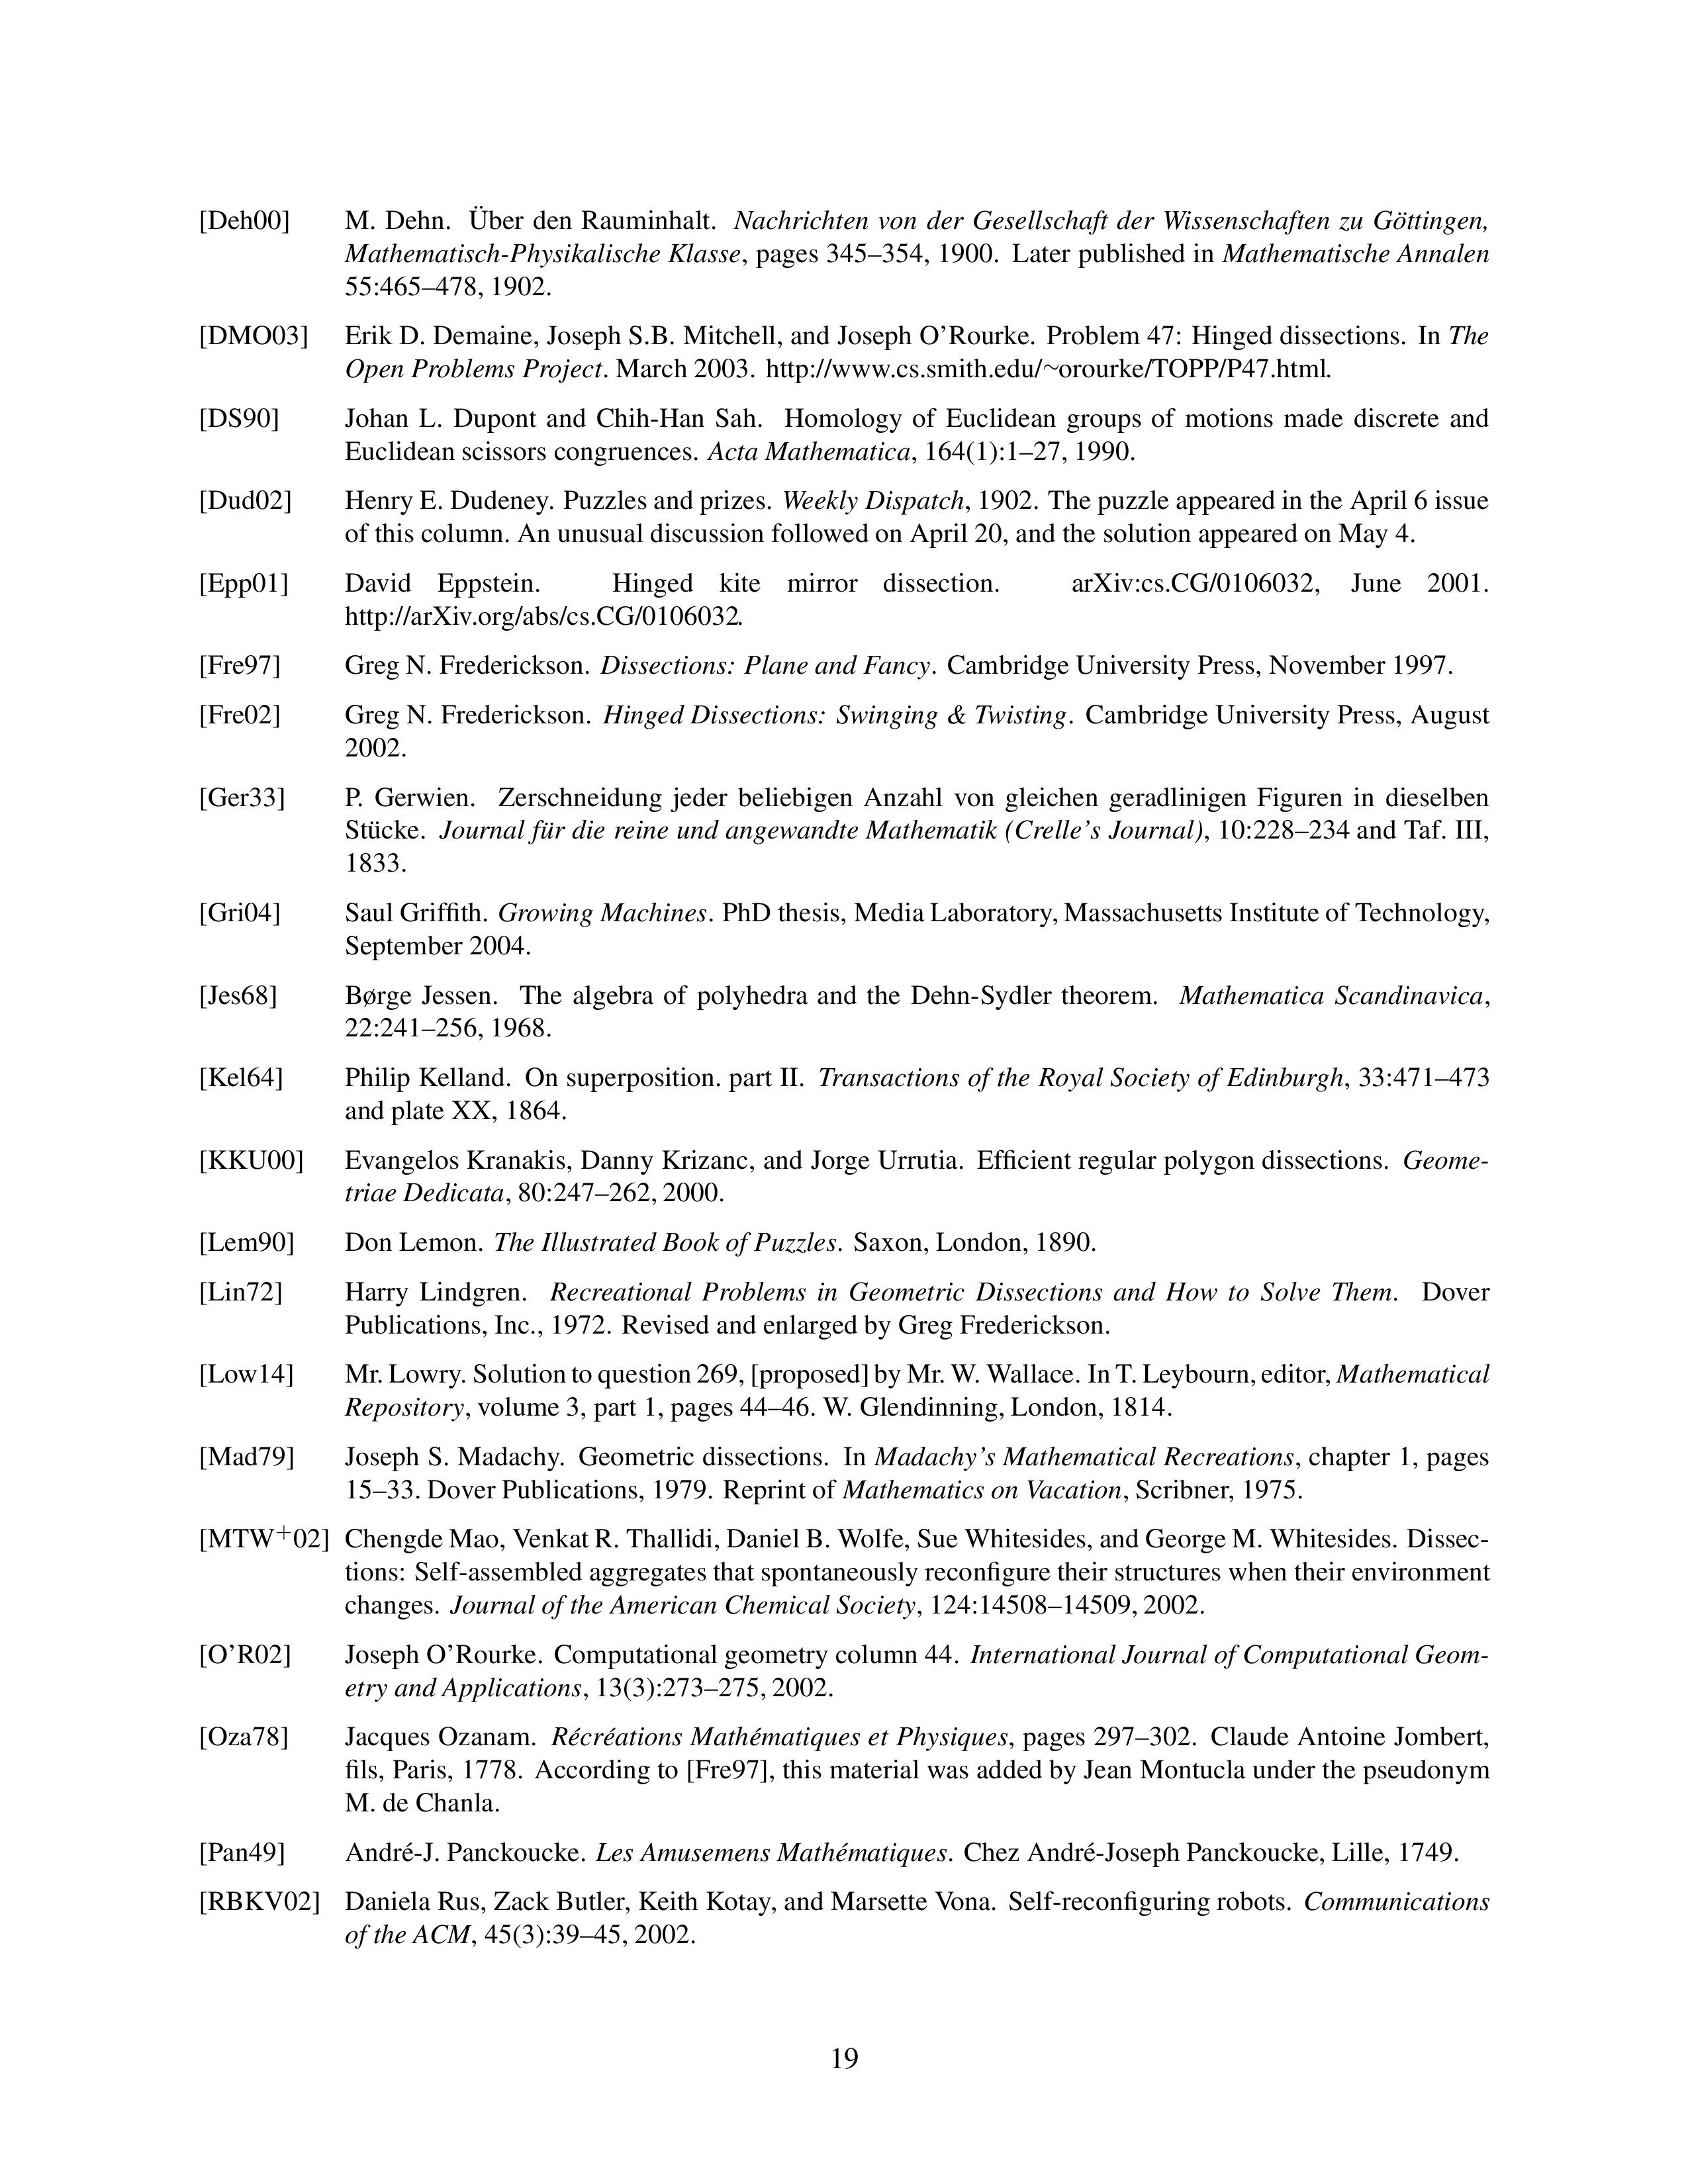 [Deh00] M. Dehn. Über den Rauminhalt. Nachrichten von der Gesellschaft der Wissenschaften zu Göttingen,
Mathematisch-Physikalische Klasse, pages 345–354, 1900. Later published in Mathematische Annalen
55:465–478, 1902.
[DMO03] Erik D. Demaine, Joseph S.B. Mitchell, and Joseph O'Rourke. Problem 47: Hinged dissections. In The
Open Problems Project. March 2003. http://www.cs.smith.edu/~orourke/TOPP/P47.html.
[DS90] Johan L. Dupont and Chih-Han Sah. Homology of Euclidean groups of motions made discrete and
Euclidean scissors congruences. Acta Mathematica, 164(1):1–27, 1990.
[Dud02] Henry E. Dudeney. Puzzles and prizes. Weekly Dispatch, 1902. The puzzle appeared in the April 6 issue
of this column. An unusual discussion followed on April 20, and the solution appeared on May 4.
[Epp01] David Eppstein. Hinged kite mirror dissection. arXiv:cs.CG/0106032, June 2001.
http://arXiv.org/abs/cs.CG/0106032.
[Fre97] Greg N. Frederickson. Dissections: Plane and Fancy. Cambridge University Press, November 1997.
[Fre02] Greg N. Frederickson. Hinged Dissections: Swinging & Twisting. Cambridge University Press, August
2002.
[Ger33] P. Gerwien. Zerschneidung jeder beliebigen Anzahl von gleichen geradlinigen Figuren in dieselben
Stücke. Journal für die reine und angewandte Mathematik (Crelle's Journal), 10:228–234 and Taf. III,
1833.
[Gri04] Saul Griffith. Growing Machines. PhD thesis, Media Laboratory, Massachusetts Institute of Technology,
September 2004.
[Jes68] Børge Jessen. The algebra of polyhedra and the Dehn-Sydler theorem. Mathematica Scandinavica,
22:241–256, 1968.
[Kel64] Philip Kelland. On superposition. part II. Transactions of the Royal Society of Edinburgh, 33:471–473
and plate XX, 1864.
[KKU00] Evangelos Kranakis, Danny Krizanc, and Jorge Urrutia. Efficient regular polygon dissections. Geome-
triae Dedicata, 80:247–262, 2000.
[Lem90] Don Lemon. The Illustrated Book of Puzzles. Saxon, London, 1890.
[Lin72] Harry Lindgren. Recreational Problems in Geometric Dissections and How to Solve Them. Dover
Publications, Inc., 1972. Revised and enlarged by Greg Frederickson.
[Low14] Mr. Lowry. Solution to question 269, [proposed] by Mr. W. Wallace. In T. Leybourn, editor, Mathematical
Repository, volume 3, part 1, pages 44–46. W. Glendinning, London, 1814.
[Mad79] Joseph S. Madachy. Geometric dissections. In Madachy's Mathematical Recreations, chapter 1, pages
15–33. Dover Publications, 1979. Reprint of Mathematics on Vacation, Scribner, 1975.
[MTW+02] Chengde Mao, Venkat R. Thallidi, Daniel B. Wolfe, Sue Whitesides, and George M. Whitesides. Dissec-
tions: Self-assembled aggregates that spontaneously reconfigure their structures when their environment
changes. Journal of the American Chemical Society, 124:14508–14509, 2002.
[O'R02] Joseph O'Rourke. Computational geometry column 44. International Journal of Computational Geom-
etry and Applications, 13(3):273–275, 2002.
[Oza78] Jacques Ozanam. Récréations Mathématiques et Physiques, pages 297–302. Claude Antoine Jombert,
fils, Paris, 1778. According to [Fre97], this material was added by Jean Montucla under the pseudonym
M. de Chanla.
[Pan49] André-J. Panckoucke. Les Amusemens Mathématiques. Chez André-Joseph Panckoucke, Lille, 1749.
[RBKV02] Daniela Rus, Zack Butler, Keith Kotay, and Marsette Vona. Self-reconfiguring robots. Communications
of the ACM, 45(3):39–45, 2002.
19